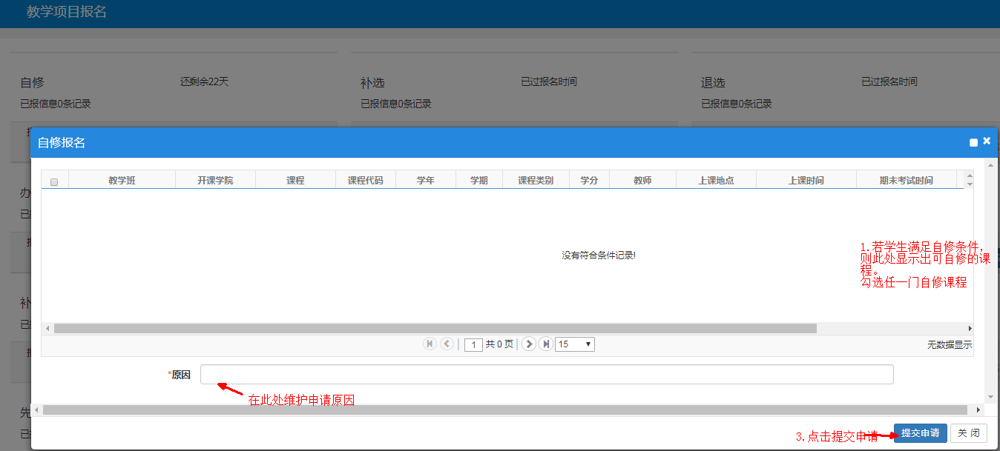 教学项目报名
自修 还剩余22天 补选 已过报名时间 退选 已过报名时间
已报信息0条记录 已报信息0条记录 已报信息0条记录
自修报名
教学班 开课学院 课程 课程代码 学年 学期 课程类别 学分 教师 上课地点 上课时间 期末考试时间
没有符合条件记录!
1.若学生满足自修条件,
则此处显示出可自修的课
程。
勾选任一门自修课程
1 共 0 页 15 无数据显示
*原因
在此处维护申请原因
先
3.点击提交申请 提交申请 关 闭